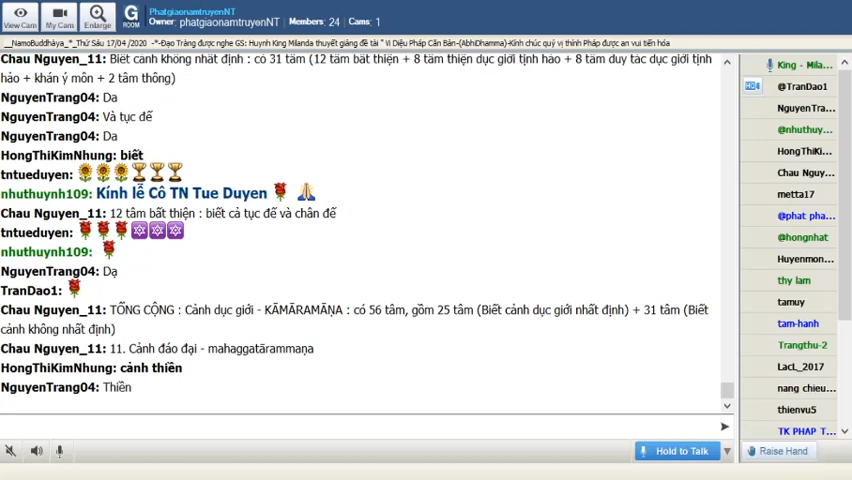 View Cam
My Cam
Enlarge
G
ROOM
PhatgiaonamtruyenNT
Owner: phatgiaonamtruyenNT Members: 24 Cams: 1
__NamoBuddhàya_*_Thứ Sáu 17/04 /2020 -*-Đạo Tràng được nghe GS: Huynh King Milanda thuyết giảng đề tài " Vi Diệu Pháp Căn Bản-(AbhiDhamma)-Kính chúc quý vị thính Pháp được an vui tiến hóa
Chau Nguyen_11: Biết cảnh không nhất định : có 31 tâm (12 tâm bất thiện + 8 tâm thiện dục giới tịnh hảo + 8 tâm duy tác dục giới tịnh
hảo + khán ý môn + 2 tâm thông)
NguyenTrang04: Da
NguyenTrang04: Và tục đế
NguyenTrang04: Da
HongThiKimNhung: biết
tntueduyen:
nhuthuynh109: Kính lễ Cô TN Tue Duyen
Chau Nguyen_11: 12 tâm bất thiện : biết cả tục đế và chân đế
tntueduyen:
nhuthuynh109:
NguyenTrang04: Dạ
TranDao1:
Chau Nguyen_11: TỔNG CỘNG : Cảnh dục giới - KĀMĀRAMĀṆA : có 56 tâm, gồm 25 tâm (Biết cảnh dục giới nhất định) + 31 tâm (Biết
cảnh không nhất định)
Chau Nguyen_11: 11. Cảnh đáo đại - mahaggatārammaṇa
HongThiKimNhung: cảnh thiền
NguyenTrang04: Thiền
King - Mila...
@TranDao1
NguyenTra...
@nhuthuy...
HongThiKi...
Chau Nguy...
metta17
@phat pha...
@hongnhat
Huyenmon...
thy lam
tamuy
tam-hanh
Trangthu-2
LacL_2017
nang chieu...
thienvu5
TK PHAP T...
Hold to Talk
Raise Hand